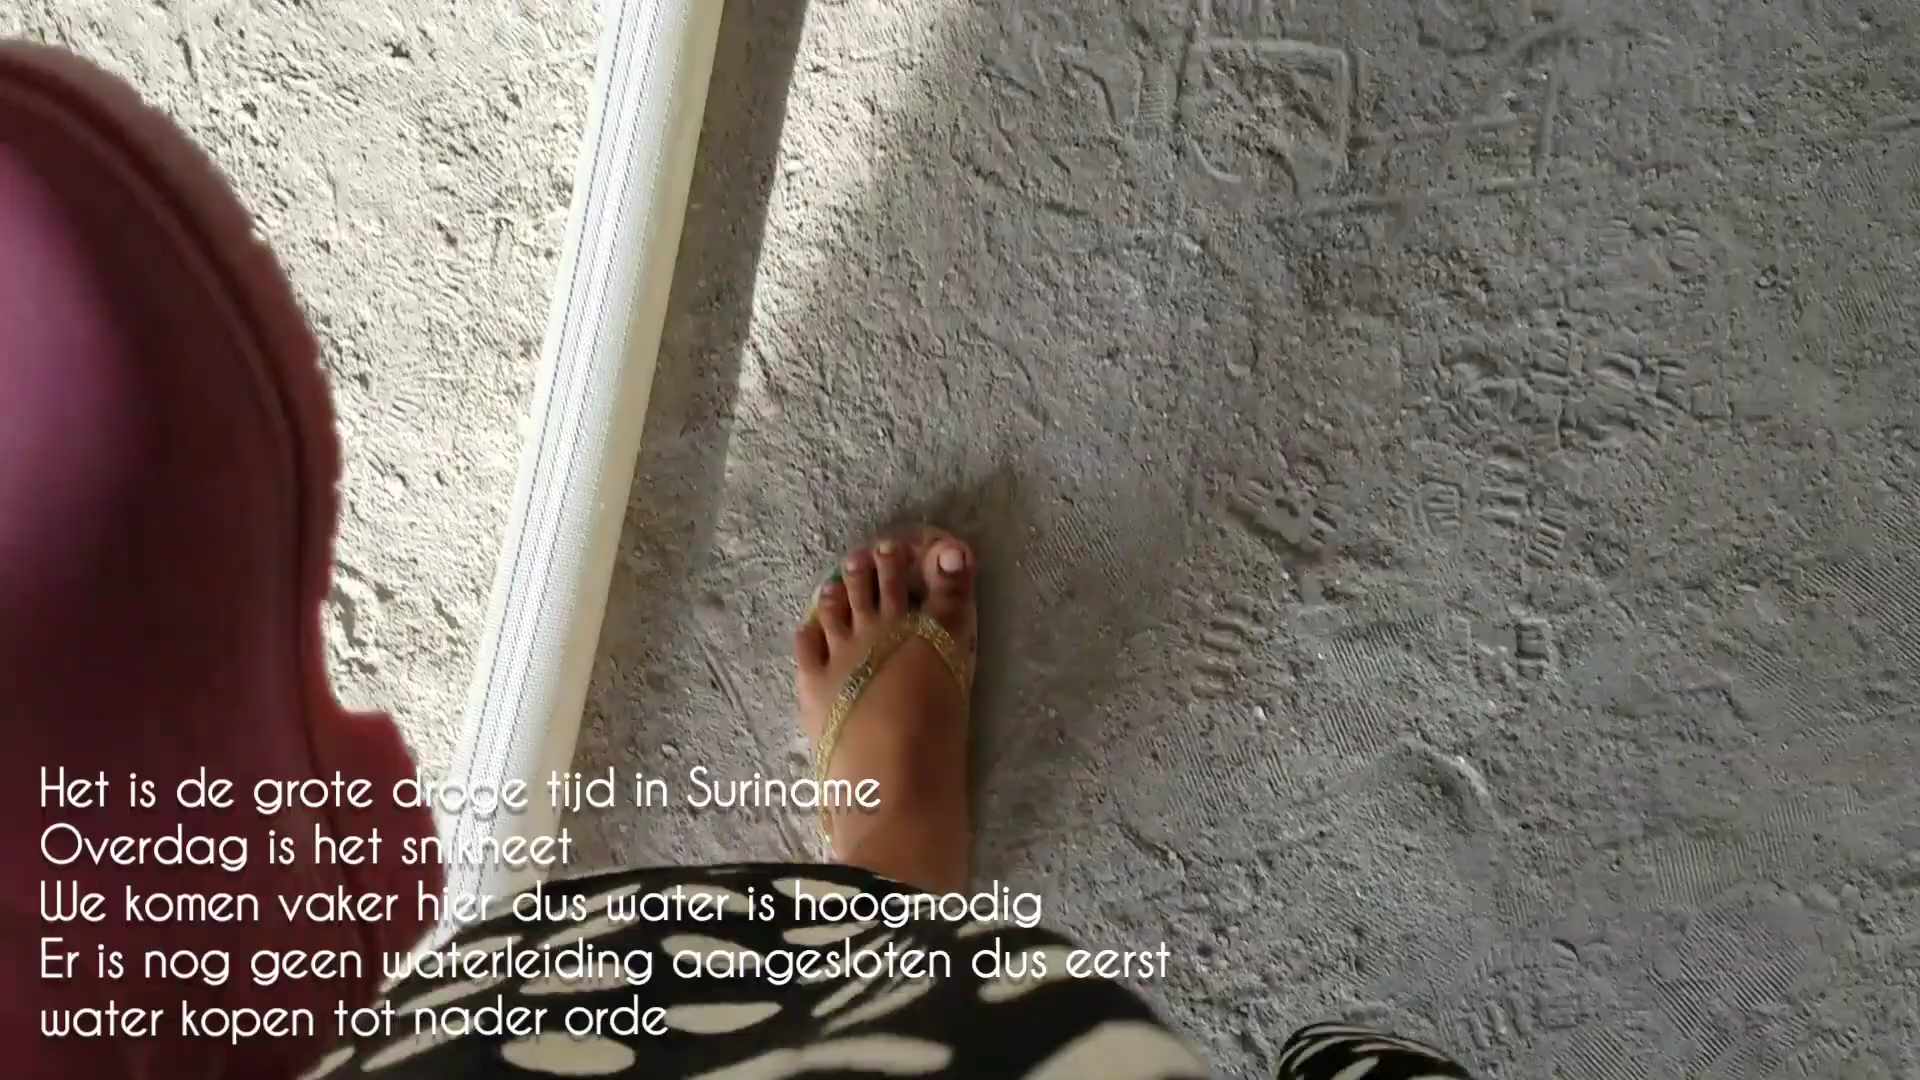 Het is de grote droge tijd in Suriname
Overdag is het snikheet
We komen vaker hier dus water is hoognodig
Er is nog geen waterleiding aangesloten dus eerst
water kopen tot nader orde